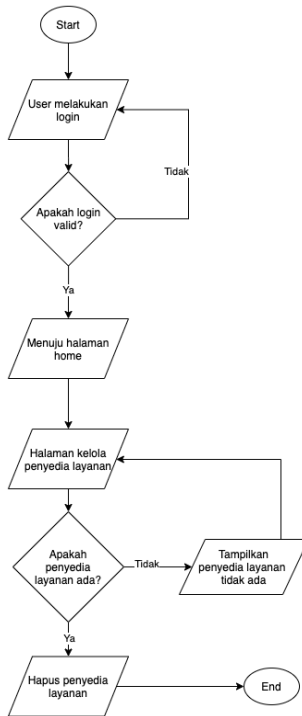 Start
User melakukan
login
Tidak
Apakah login
valid?
Ya
Menuju halaman
home
Halaman kelola
penyedia layanan
Apakah
penyedia
layanan ada?
Tidak
Tampilkan
penyedia layanan
tidak ada
Ya
Hapus penyedia
layanan
End